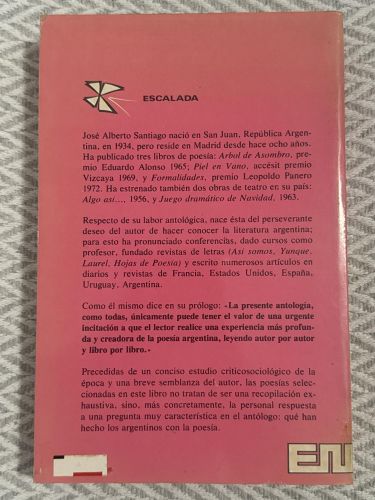 ESCALADA
José Alberto Santiago nació en San Juan, República Argen-
tina, en 1934, pero reside en Madrid desde hace ocho años.
Ha publicado tres libros de poesía: Arbol de Asombro, pre-
mio Eduardo Alonso 1965; Piel en Vano, accésit premio
Vizcaya 1969, y Formalidades, premio Leopoldo Panero
1972. Ha estrenado también dos obras de teatro en su país:
Algo así..., 1956, y Juego dramático de Navidad, 1963.
Respecto de su labor antológica, nace ésta del perseverante
deseo del autor de hacer conocer la literatura argentina;
para esto ha pronunciado conferencias, dado cursos como
profesor, fundado revistas de letras (Así somos, Yunque,
Laurel, Hojas de Poesía) y escrito numerosos artículos en
diarios y revistas de Francia, Estados Unidos, España,
Uruguay, Argentina.
Como él mismo dice en su prólogo: «La presente antología,
como todas, únicamente puede tener el valor de una urgente
incitación a que el lector realice una experiencia más profun-
da y creadora de la poesía argentina, leyendo autor por autor
y libro por libro.»
Precedidas de un conciso estudio criticosociológico de la
época y una breve semblanza del autor, las poesías selec-
cionadas en este libro no tratan de ser una recopilación ex-
haustiva, sino, más concretamente, la personal respuesta
a una pregunta muy característica en el antólogo: qué han
hecho los argentinos con la poesía.
EN